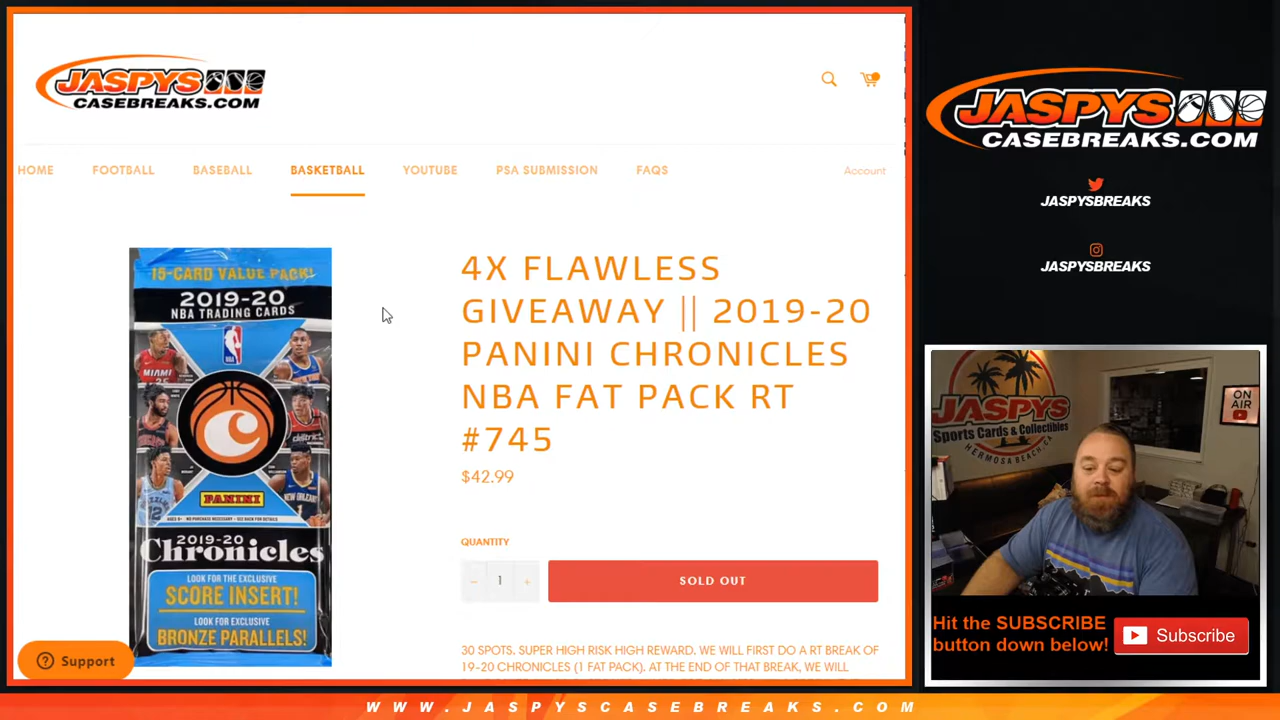 JASPYS
CASEBREAKS.COM
HOME
FOOTBALL
BASEBALL
BASKETBALL
YOUTUBE
PSA SUBMISSION
FAQS
Account
15-CARD VALUE PACK!
2019-20
NBA TRADING CARDS
PANINI
2019-20
Chronicles
LOOK FOR THE EXCLUSIVE
SCORE INSERT!
LOOK FOR EXCLUSIVE
BRONZE PARALLELS!
4X FLAWLESS
GIVEAWAY || 2019-20
PANINI CHRONICLES
NBA FAT PACK RT
#745
$42.99
QUANTITY
− 1 +
SOLD OUT
30 SPOTS. SUPER HIGH RISK HIGH REWARD. WE WILL FIRST DO A RT BREAK OF
19-20 CHRONICLES (1 FAT PACK). AT THE END OF THAT BREAK, WE WILL
Support
JASPYS
CASEBREAKS.COM
JASPYSBREAKS
JASPYSBREAKS
JASPYS
Sports Cards & Collectibles
HERMOSA BEACH, CA
ON
AIR
Hit the SUBSCRIBE
button down below!
Subscribe
WWW.JASPYSCASEBREAKS.COM